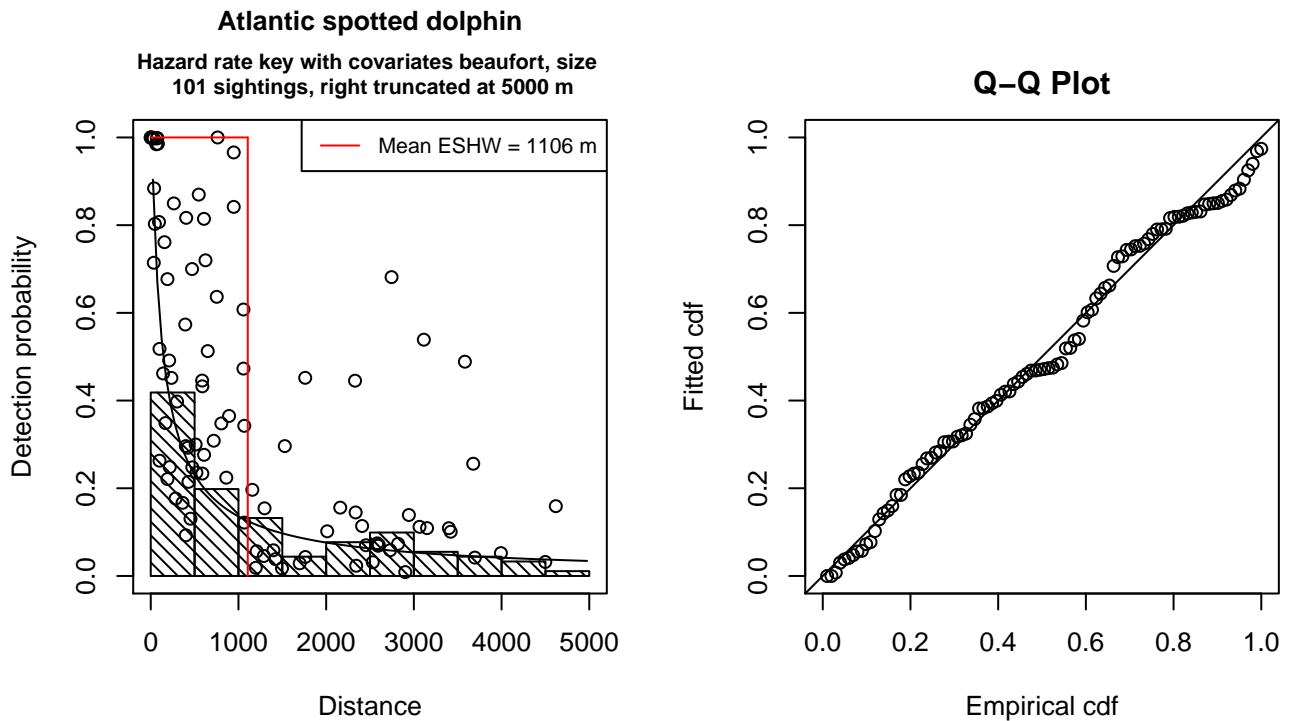 Atlantic spotted dolphin
Hazard rate key with covariates beaufort, size
101 sightings, right truncated at 5000 m
Mean ESHW = 1106 m
Detection probability
1.0
0.8
0.6
0.4
0.2
0.0
0 1000 2000 3000 4000 5000
Distance
Q−Q Plot
Fitted cdf
1.0
0.8
0.6
0.4
0.2
0.0
0.0 0.2 0.4 0.6 0.8 1.0
Empirical cdf